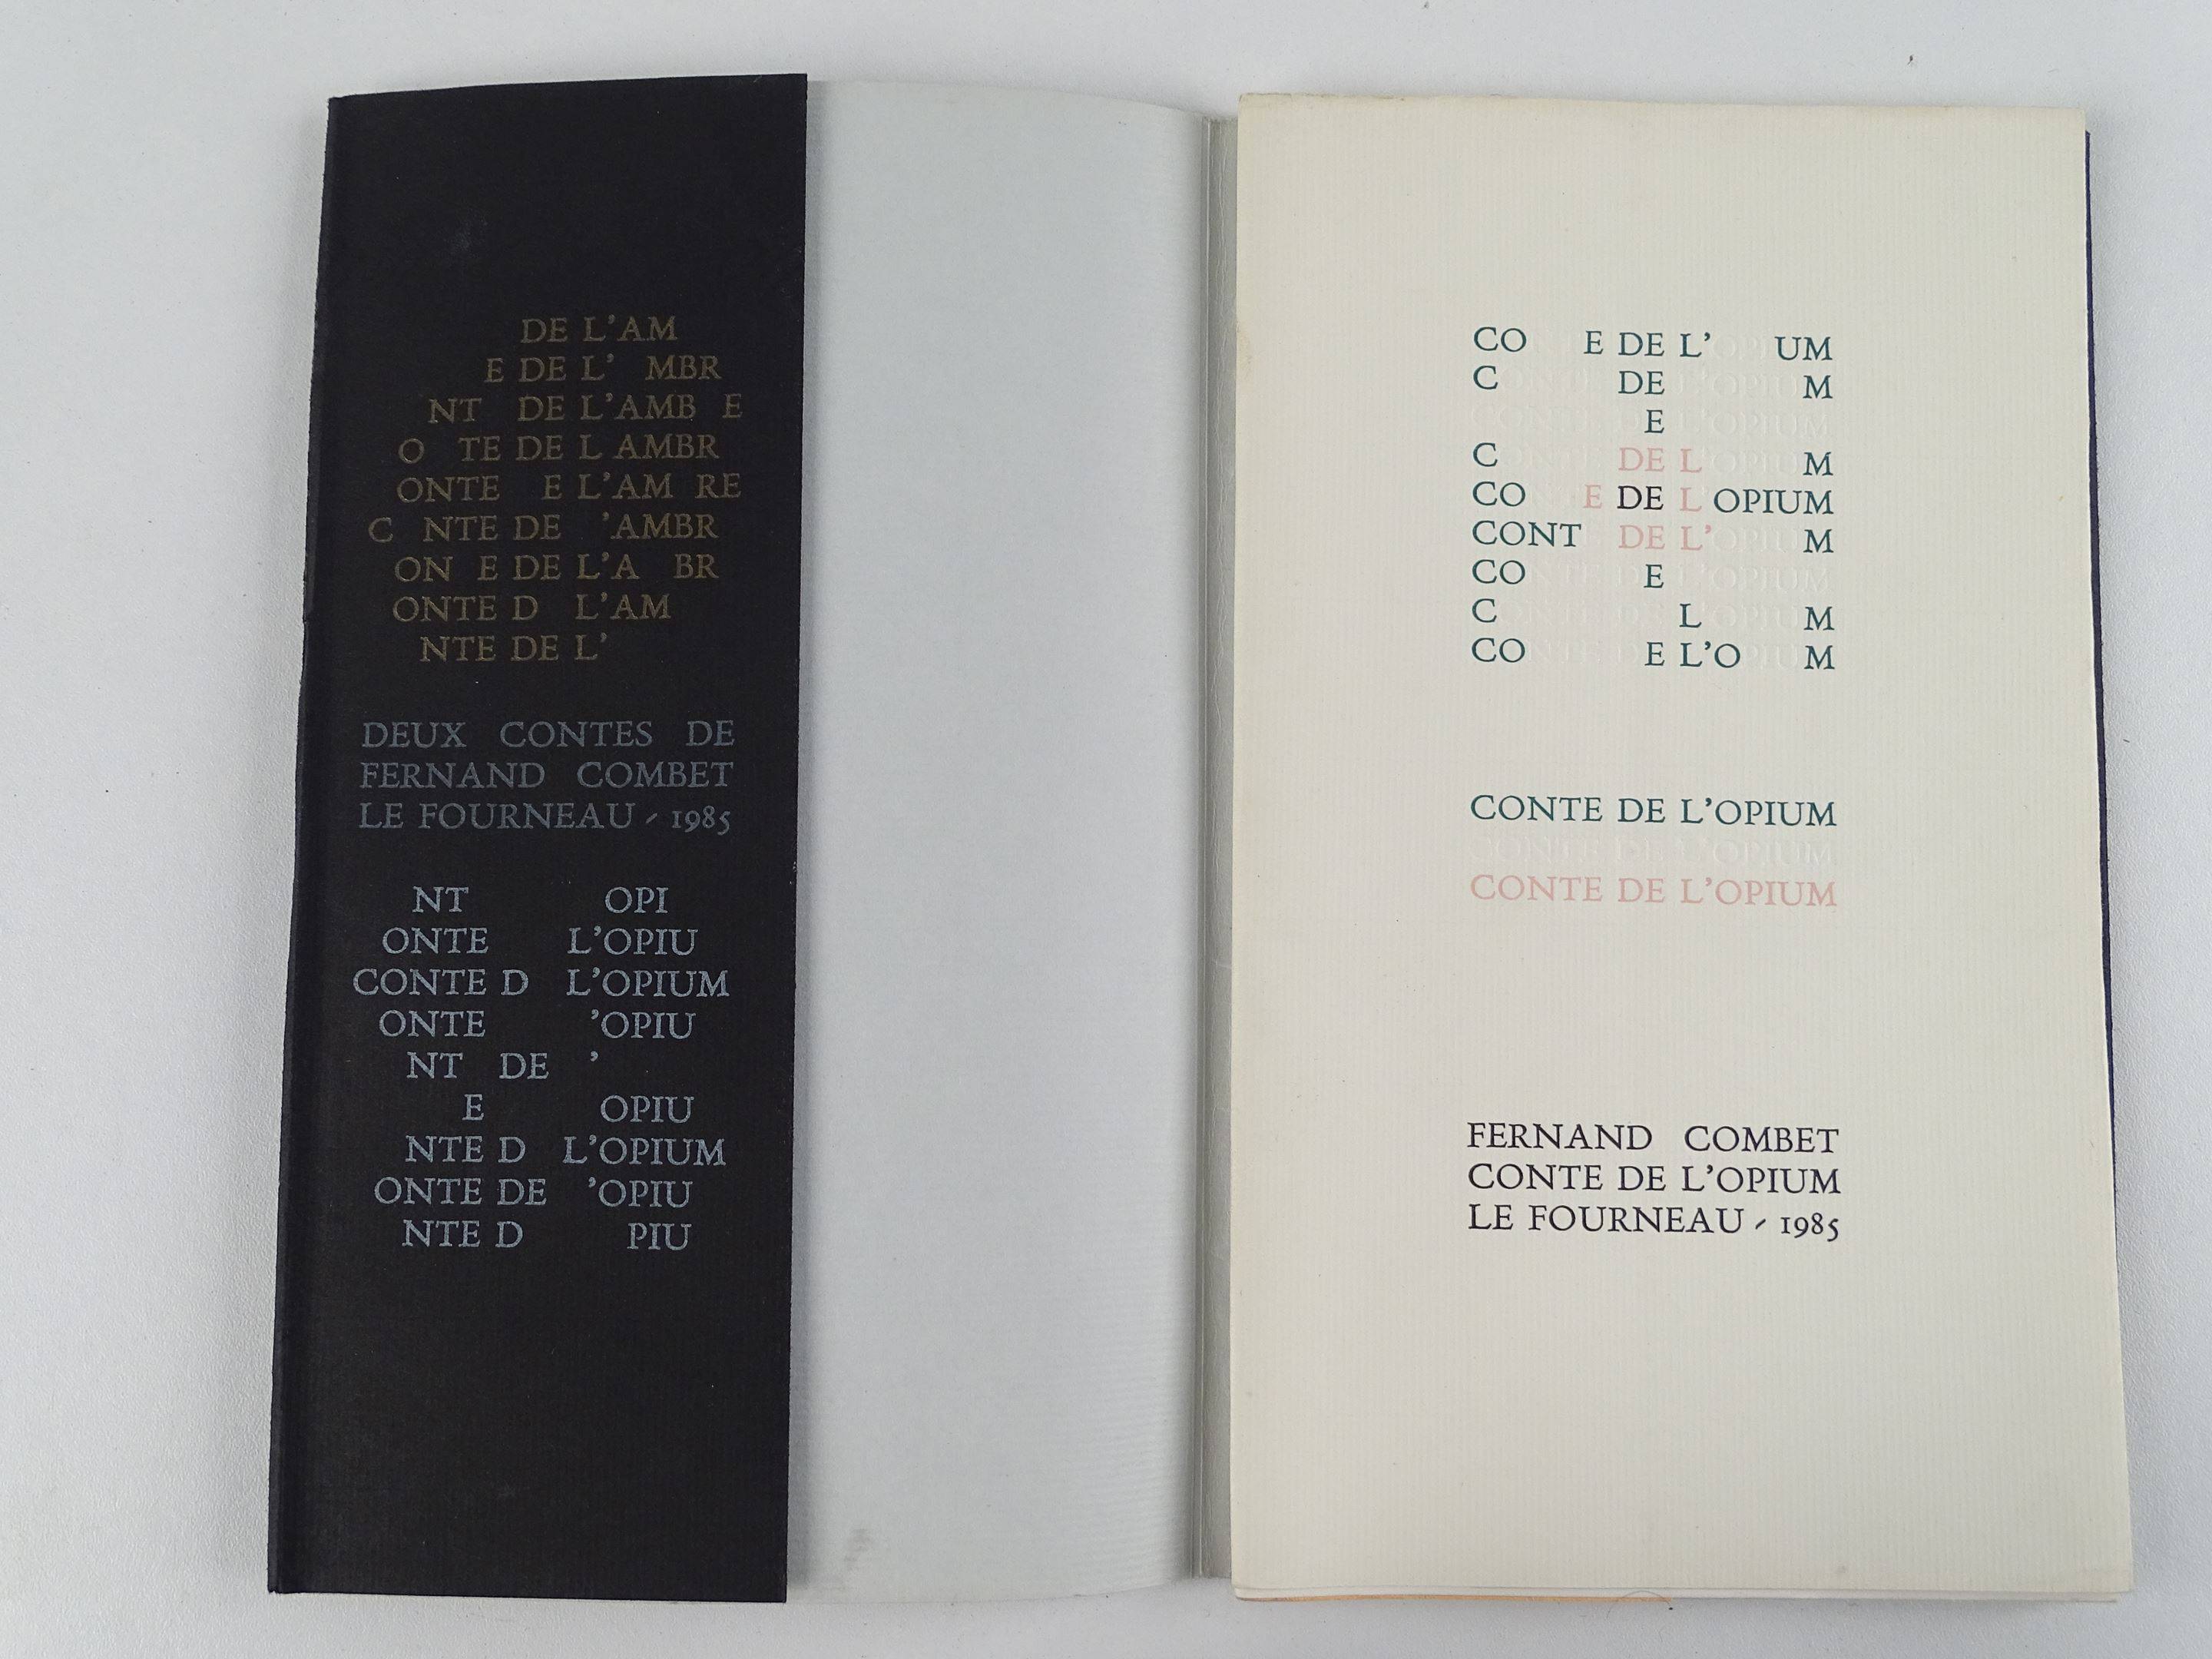 DE L'AM
E DE L' MBR
NT DE L'AMB E
O TE DE L AMBR
ONTE E L'AM RE
C NTE DE 'AMBR
ON E DE L'A BR
ONTE D L'AM
NTE DE L'
DEUX CONTES DE
FERNAND COMBET
LE FOURNEAU - 1985
NT OPI
ONTE L'OPIU
CONTE D L'OPIUM
ONTE 'OPIU
NT DE '
E OPIU
NTE D L'OPIUM
ONTE DE 'OPIU
NTE D PIU
CO E DE L' UM
C DE M
E
C DE L M
CO E DE L OPIUM
CONT DE L' M
CO E
C L M
CO E L'O M
CONTE DE L'OPIUM
CONTE DE L'OPIUM
CONTE DE L'OPIUM
FERNAND COMBET
CONTE DE L'OPIUM
LE FOURNEAU - 1985